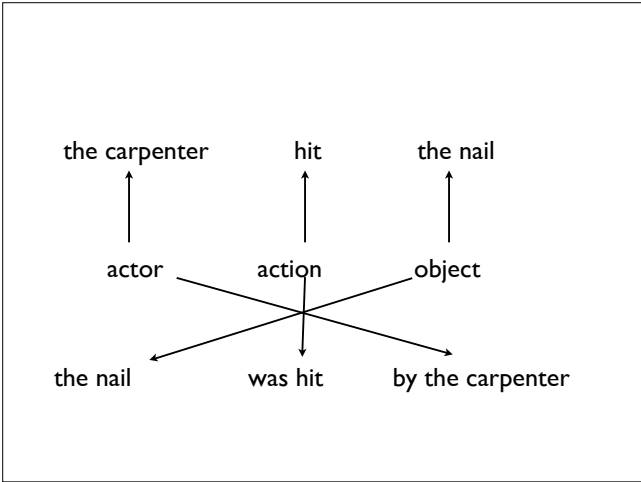 the carpenter hit the nail
actor action object
the nail was hit by the carpenter